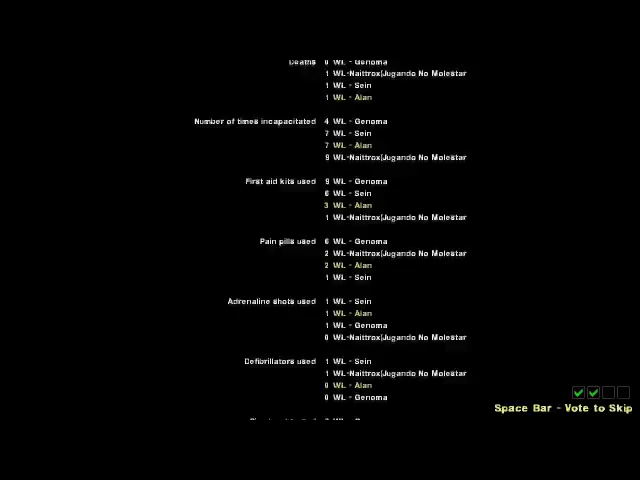 Deaths 0 WL - Genoma
1 WL-Naittrox|Jugando No Molestar
1 WL - Sein
1 WL - Alan
Number of times incapacitated 4 WL - Genoma
7 WL - Sein
7 WL - Alan
9 WL-Naittrox|Jugando No Molestar
First aid kits used 9 WL - Genoma
6 WL - Sein
3 WL - Alan
1 WL-Naittrox|Jugando No Molestar
Pain pills used 6 WL - Genoma
2 WL-Naittrox|Jugando No Molestar
2 WL - Alan
1 WL - Sein
Adrenaline shots used 1 WL - Sein
1 WL - Alan
1 WL - Genoma
0 WL-Naittrox|Jugando No Molestar
Defibrillators used 1 WL - Sein
1 WL-Naittrox|Jugando No Molestar
0 WL - Alan
0 WL - Genoma
Space Bar - Vote to Skip